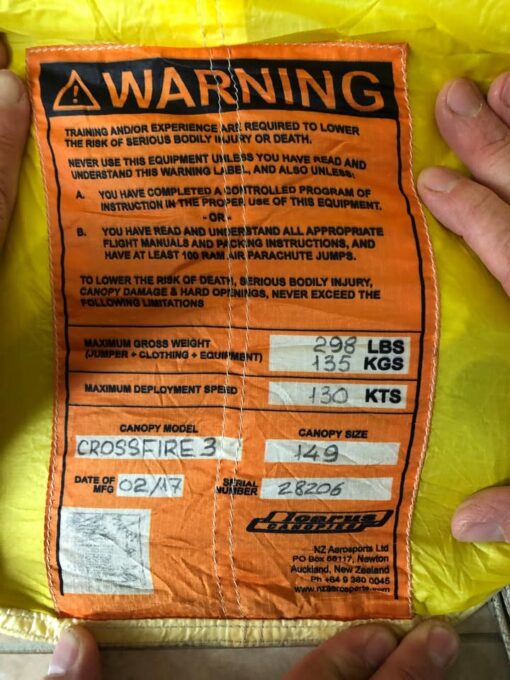 WARNING
TRAINING AND/OR EXPERIENCE ARE REQUIRED TO LOWER
THE RISK OF SERIOUS BODILY INJURY OR DEATH.
NEVER USE THIS EQUIPMENT UNLESS YOU HAVE READ AND
UNDERSTAND THIS WARNING LABEL, AND ALSO UNLESS:
A. YOU HAVE COMPLETED A CONTROLLED PROGRAM OF
INSTRUCTION IN THE PROPER USE OF THIS EQUIPMENT.
- OR -
B. YOU HAVE READ AND UNDERSTAND ALL APPROPRIATE
FLIGHT MANUALS AND PACKING INSTRUCTIONS, AND
HAVE AT LEAST 100 RAM AIR PARACHUTE JUMPS.
TO LOWER THE RISK OF DEATH, SERIOUS BODILY INJURY,
CANOPY DAMAGE & HARD OPENINGS, NEVER EXCEED THE
FOLLOWING LIMITATIONS
MAXIMUM GROSS WEIGHT 298 LBS
(JUMPER + CLOTHING + EQUIPMENT) 135 KGS
MAXIMUM DEPLOYMENT SPEED 130 KTS
CANOPY MODEL CANOPY SIZE
CROSSFIRE 3 149
DATE OF MFG 02/17 SERIAL NUMBER 28206
Icarus
CANOPIES
NZ Aerosports Ltd
PO Box 68117, Newton
Auckland, New Zealand
Ph +64 9 380 0045
www.nzaerosports.com